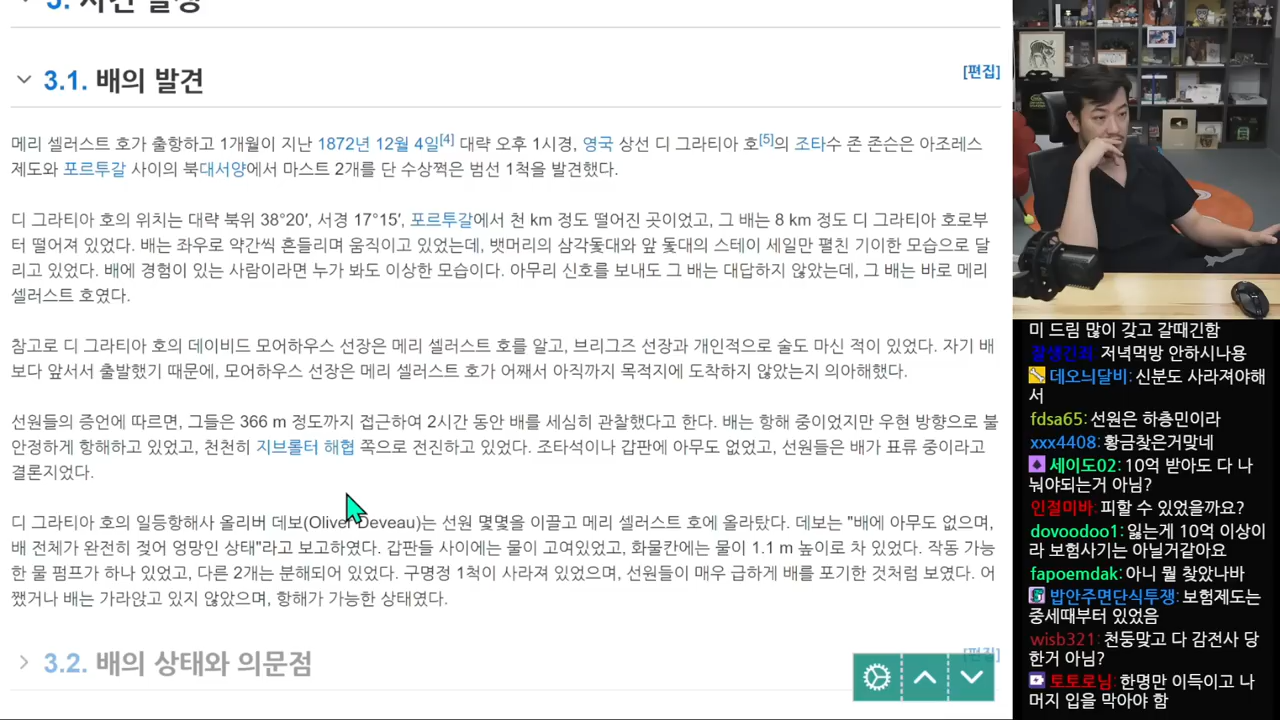 3. 사건 발생
3.1. 배의 발견
[편집]
메리 셀러스트 호가 출항하고 1개월이 지난 1872년 12월 4일[4] 대략 오후 1시경, 영국 상선 디 그라티아 호[5]의 조타수 존 존슨은 아조레스
제도와 포르투갈 사이의 북대서양에서 마스트 2개를 단 수상쩍은 범선 1척을 발견했다.
디 그라티아 호의 위치는 대략 북위 38°20′, 서경 17°15′, 포르투갈에서 천 km 정도 떨어진 곳이었고, 그 배는 8 km 정도 디 그라티아 호로부
터 떨어져 있었다. 배는 좌우로 약간씩 흔들리며 움직이고 있었는데, 뱃머리의 삼각돛대와 앞 돛대의 스테이 세일만 펼친 기이한 모습으로 달
리고 있었다. 배에 경험이 있는 사람이라면 누가 봐도 이상한 모습이다. 아무리 신호를 보내도 그 배는 대답하지 않았는데, 그 배는 바로 메리
셀러스트 호였다.
참고로 디 그라티아 호의 데이비드 모어하우스 선장은 메리 셀러스트 호를 알고, 브리그즈 선장과 개인적으로 술도 마신 적이 있었다. 자기 배
보다 앞서서 출발했기 때문에, 모어하우스 선장은 메리 셀러스트 호가 어째서 아직까지 목적지에 도착하지 않았는지 의아해했다.
선원들의 증언에 따르면, 그들은 366 m 정도까지 접근하여 2시간 동안 배를 세심히 관찰했다고 한다. 배는 항해 중이었지만 우현 방향으로 불
안정하게 항해하고 있었고, 천천히 지브롤터 해협 쪽으로 전진하고 있었다. 조타석이나 갑판에 아무도 없었고, 선원들은 배가 표류 중이라고
결론지었다.
디 그라티아 호의 일등항해사 올리버 데보(Oliver Deveau)는 선원 몇몇을 이끌고 메리 셀러스트 호에 올라탔다. 데보는 "배에 아무도 없으며,
배 전체가 완전히 젖어 엉망인 상태"라고 보고하였다. 갑판들 사이에는 물이 고여있었고, 화물칸에는 물이 1.1 m 높이로 차 있었다. 작동 가능
한 물 펌프가 하나 있었고, 다른 2개는 분해되어 있었다. 구명정 1척이 사라져 있었으며, 선원들이 매우 급하게 배를 포기한 것처럼 보였다. 어
쨌거나 배는 가라앉고 있지 않았으며, 항해가 가능한 상태였다.
3.2. 배의 상태와 의문점
[편집]
미 드림 많이 갖고 갈때긴함
잘생긴죄: 저녁먹방 안하시나용
데오늬달비: 신분도 사라져야해
서
fdsa65: 선원은 하층민이라
xxx4408: 황금찾은거맞네
세이도02: 10억 받아도 다 나
눠야되는거 아님?
인절미바: 피할 수 있었을까요?
dovoodoo1: 잃는게 10억 이상이
라 보험사기는 아닐거같아요
fapoemdak: 아니 뭘 찾았나바
밥안주면단식투쟁: 보험제도는
중세때부터 있었음
wisb321: 천둥맞고 다 감전사 당
한거 아님?
토토로님: 한명만 이득이고 나
머지 입을 막아야 함